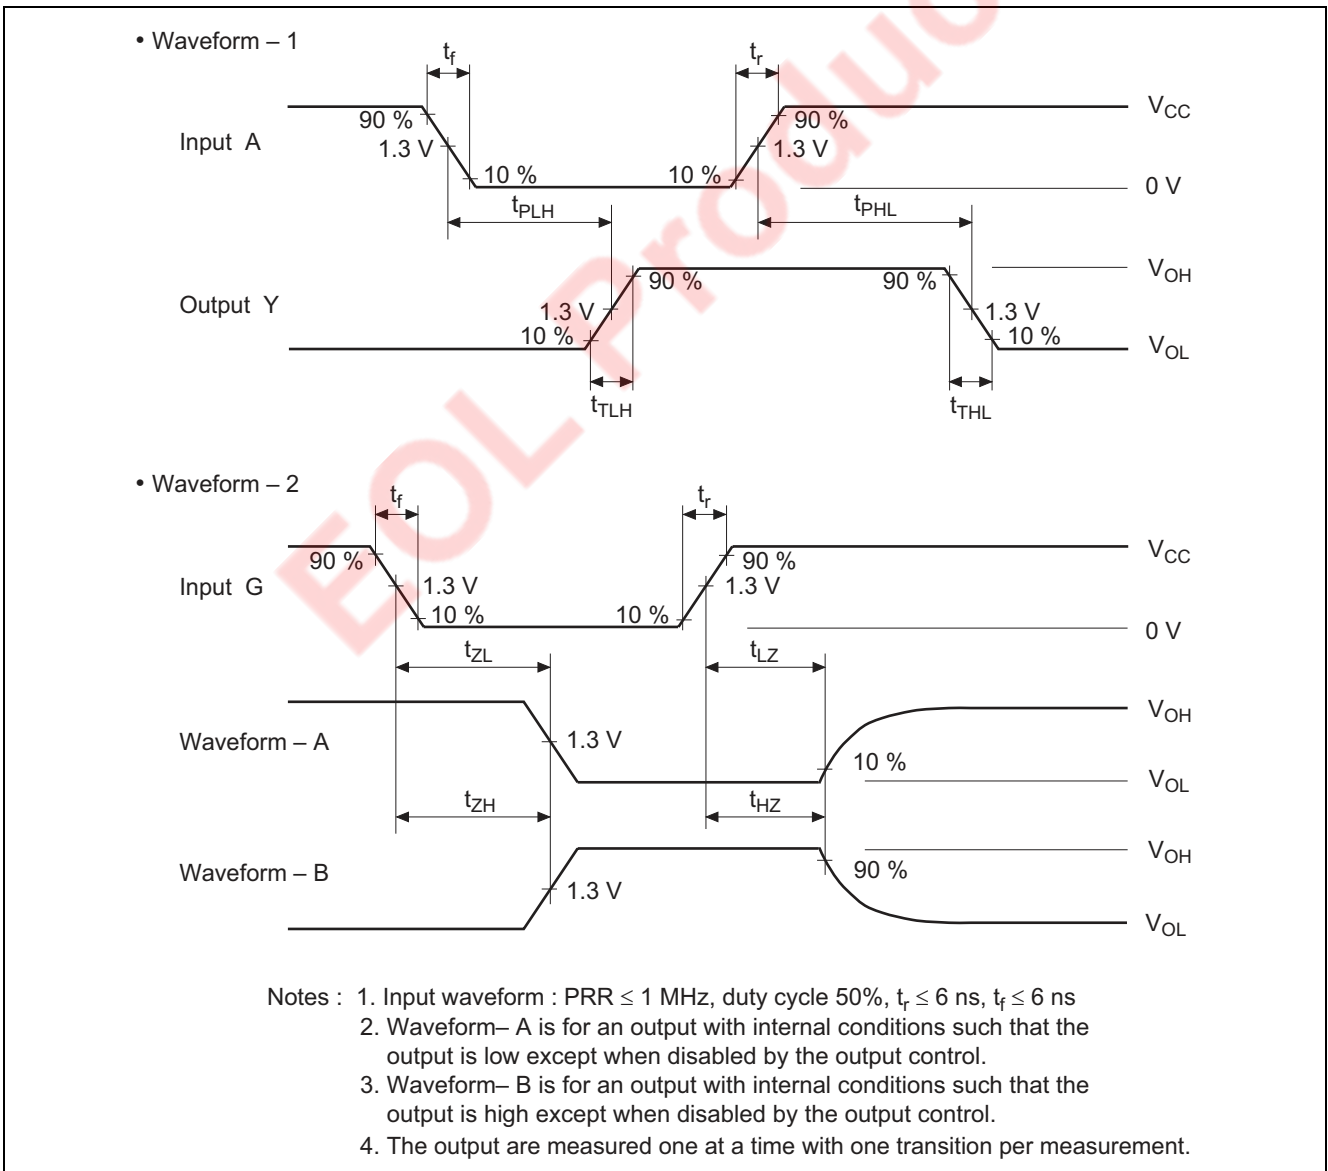 • Waveform – 1
tf
tr
Input A
90 %
1.3 V
10 %
10 %
90 %
1.3 V
VCC
0 V
tPLH
tPHL
Output Y
90 %
1.3 V
10 %
90 %
1.3 V
10 %
VOH
VOL
tTLH
tTHL
• Waveform – 2
tf
tr
Input G
90 %
1.3 V
10 %
10 %
90 %
1.3 V
VCC
0 V
tZL
tLZ
Waveform – A
1.3 V
10 %
VOH
VOL
tZH
tHZ
Waveform – B
1.3 V
90 %
VOH
VOL
Notes : 1. Input waveform : PRR ≤ 1 MHz, duty cycle 50%, tr ≤ 6 ns, tf ≤ 6 ns
2. Waveform– A is for an output with internal conditions such that the
output is low except when disabled by the output control.
3. Waveform– B is for an output with internal conditions such that the
output is high except when disabled by the output control.
4. The output are measured one at a time with one transition per measurement.
EOL Produc